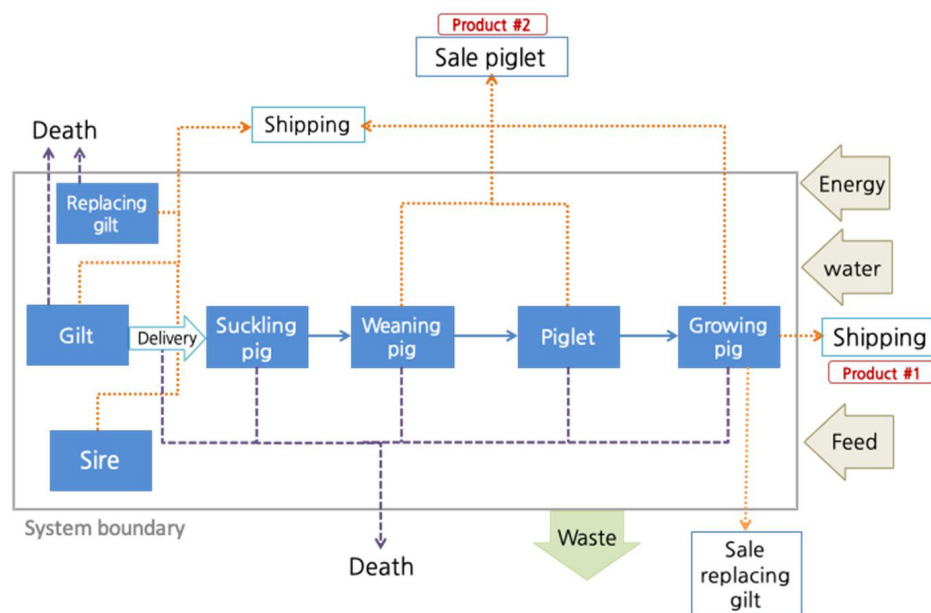 Product #2
Sale piglet
Shipping
Death
Replacing
gilt
Energy
water
Gilt
Delivery
Suckling
pig
Weaning
pig
Piglet
Growing
pig
Shipping
Product #1
Sire
Feed
System boundary
Waste
Death
Sale
replacing
gilt